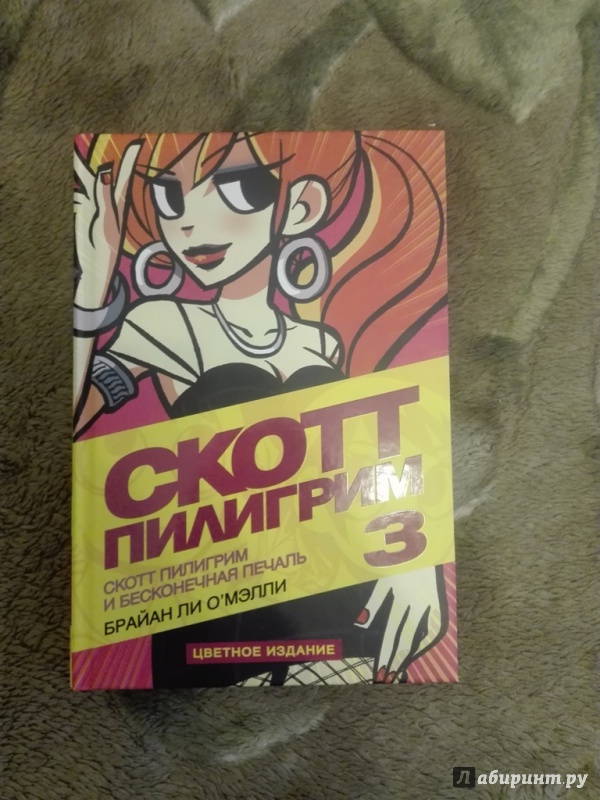 СКОТТ
ПИЛИГРИМ
3
СКОТТ ПИЛИГРИМ
И БЕСКОНЕЧНАЯ ПЕЧАЛЬ
БРАЙАН ЛИ О'МЭЛЛИ
ЦВЕТНОЕ ИЗДАНИЕ
Лабиринт.ру